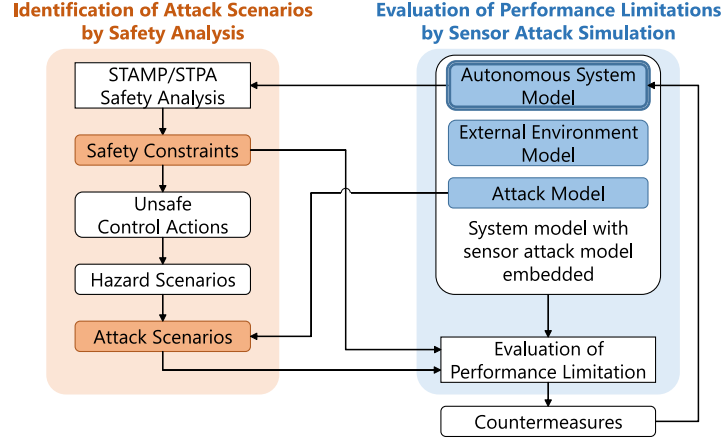 Identification of Attack Scenarios
by Safety Analysis
STAMP/STPA
Safety Analysis
Safety Constraints
Unsafe
Control Actions
Hazard Scenarios
Attack Scenarios
Evaluation of Performance Limitations
by Sensor Attack Simulation
Autonomous System
Model
External Environment
Model
Attack Model
System model with
sensor attack model
embedded
Evaluation of
Performance Limitation
Countermeasures